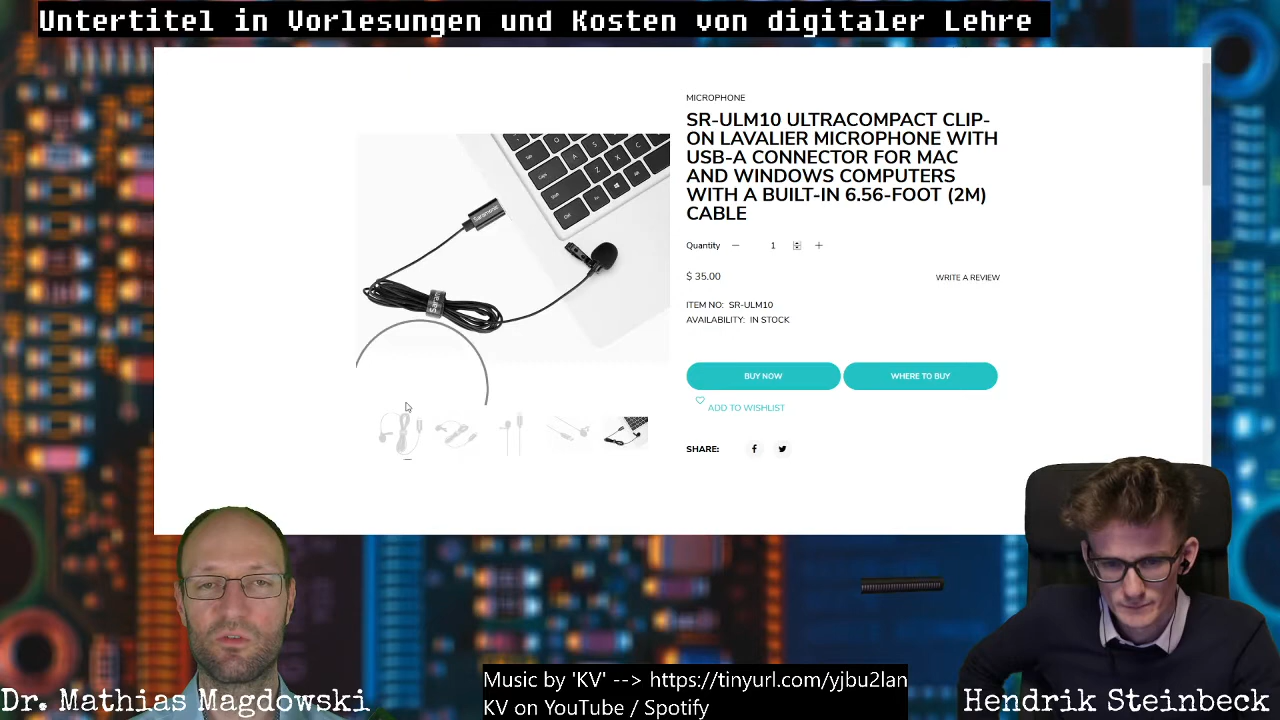 Untertitel in Vorlesungen und Kosten von digitaler Lehre
MICROPHONE
SR-ULM10 ULTRACOMPACT CLIP-
ON LAVALIER MICROPHONE WITH
USB-A CONNECTOR FOR MAC
AND WINDOWS COMPUTERS
WITH A BUILT-IN 6.56-FOOT (2M)
CABLE
Quantity — 1 +
$ 35.00
WRITE A REVIEW
ITEM NO: SR-ULM10
AVAILABILITY: IN STOCK
BUY NOW
WHERE TO BUY
ADD TO WISHLIST
SHARE:
Dr. Mathias Magdowski
Music by 'KV' --> https://tinyurl.com/yjbu2lan
KV on YouTube / Spotify
Hendrik Steinbeck